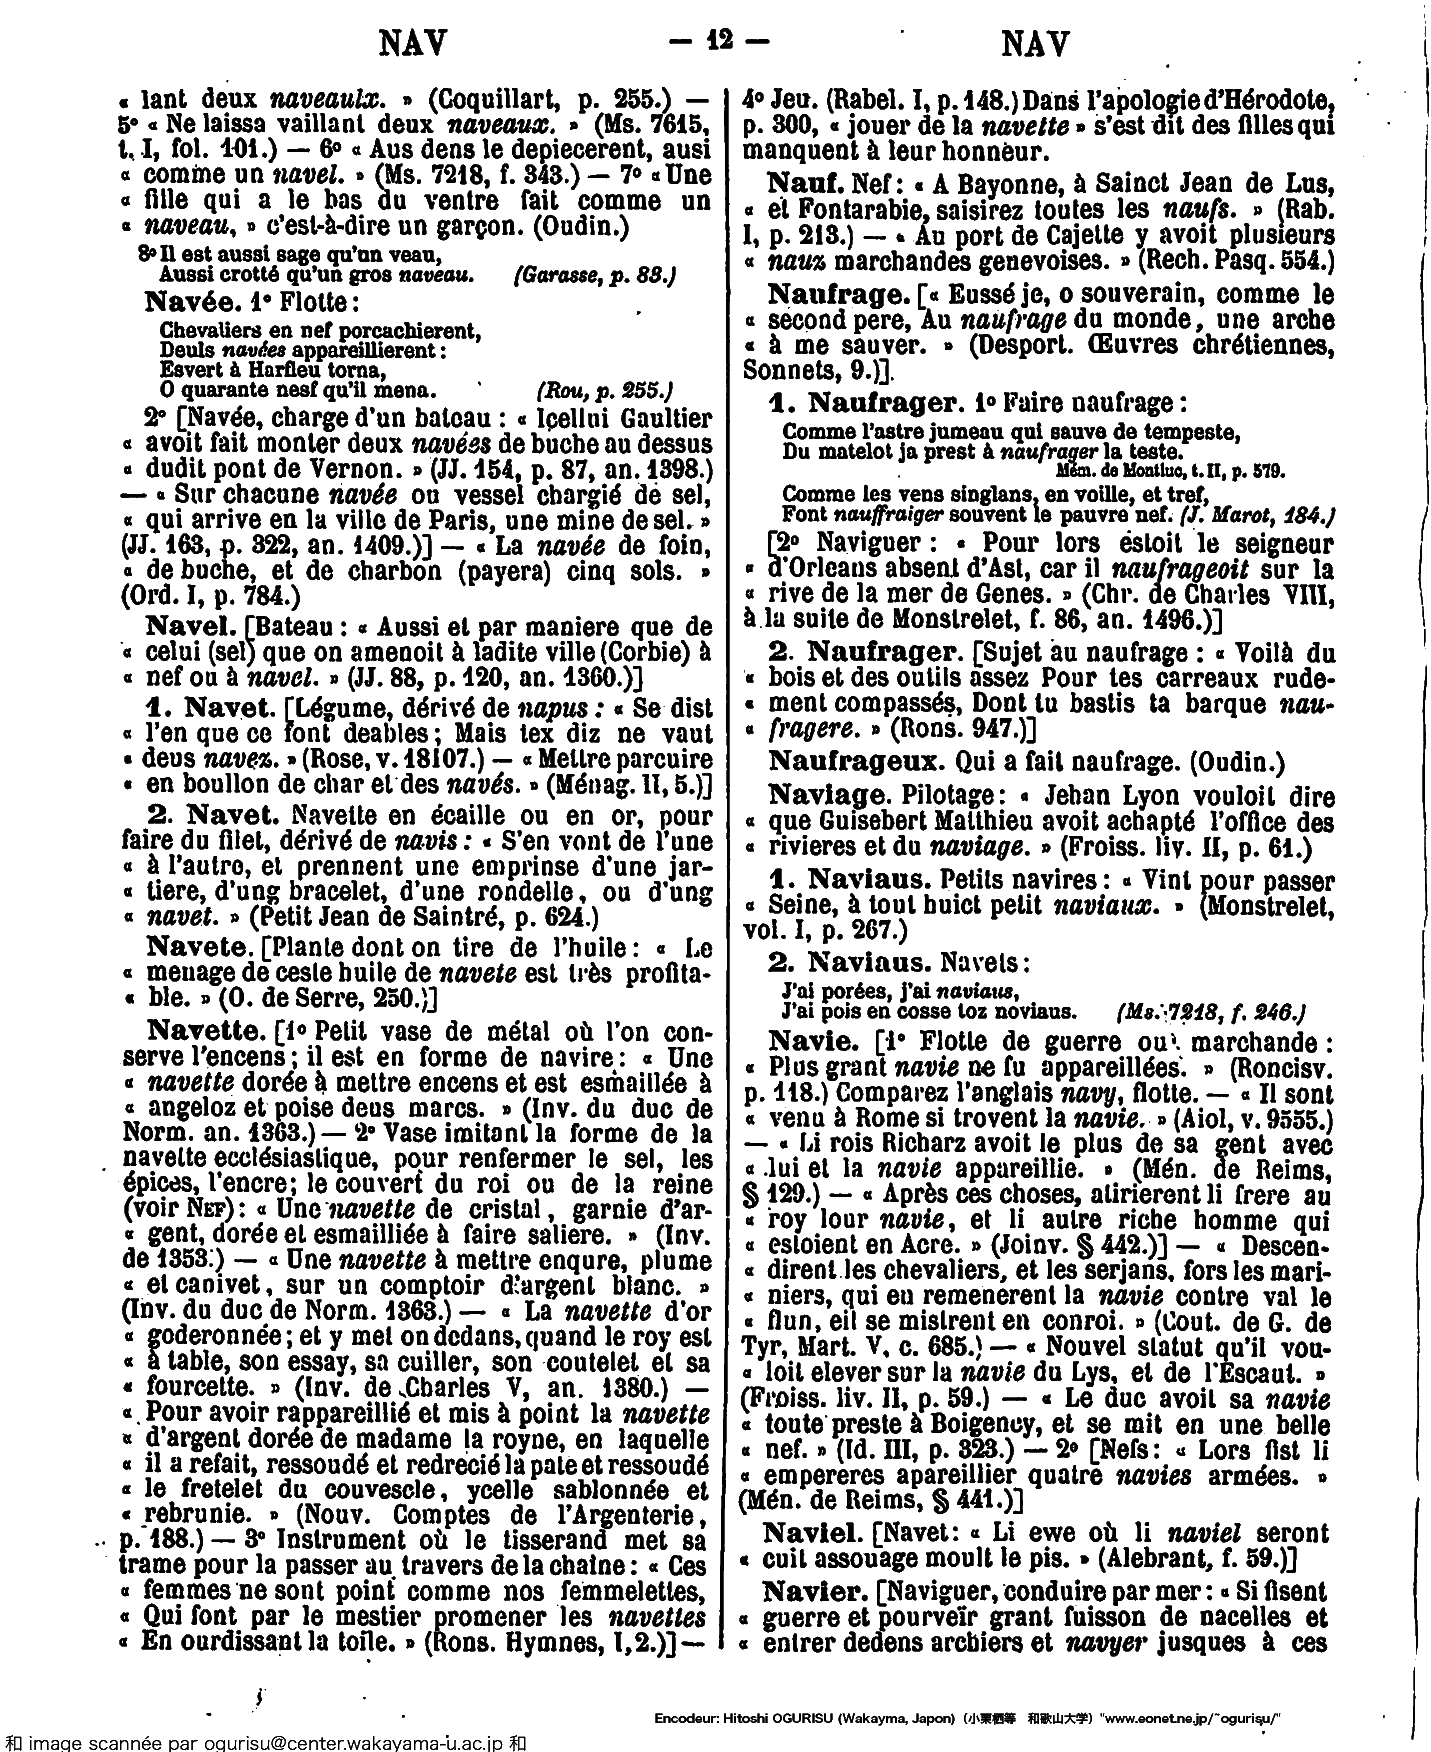 NAV — 12 — NAV
« lant deux naveaulx. » (Coquillart, p. 255.) —
5º « Ne laissa vaillant deux naveaux. » (Ms. 7615,
t. I, fol. 101.) — 6º « Aus dens le depiecerent, ausi
« comme un navel. » (Ms. 7218, f. 343.) — 7º « Une
« fille qui a le bas du ventre fait comme un
« naveau, » c'est-à-dire un garçon. (Oudin.)
8º Il est aussi sage qu'un veau,
Aussi crotté qu'un gros naveau. (Garasse, p. 88.)
Navée. 1º Flotte :
Chevaliers en nef porcachierent,
Deuls navées appareillierent :
Esvert à Harfleu torna,
O quarante nesf qu'il mena. (Rou, p. 255.)
2º [Navée, charge d'un bateau : « Içellui Gaultier
« avoit fait monter deux navées de buche au dessus
« dudit pont de Vernon. » (JJ. 154, p. 87, an. 1398.)
— « Sur chacune navée ou vessel chargié de sel,
« qui arrive en la ville de Paris, une mine de sel. »
(JJ. 163, p. 322, an. 1409.)] — « La navée de foin,
« de buche, et de charbon (payera) cinq sols. »
(Ord. I, p. 784.)
Navel. [Bateau : « Aussi et par maniere que de
« celui (sel) que on amenoit à ladite ville (Corbie) à
« nef ou à navel. » (JJ. 88, p. 120, an. 1360.)]
1. Navet. [Légume, dérivé de napus : « Se dist
« l'en que ce font deables ; Mais tex diz ne vaut
« deus navez. » (Rose, v. 18107.) — « Mettre parcuire
« en boullon de char et des navés. » (Ménag. II, 5.)]
2. Navet. Navette en écaille ou en or, pour
faire du filet, dérivé de navis : « S'en vont de l'une
« à l'autre, et prennent une emprinse d'une jar-
« tiere, d'ung bracelet, d'une rondelle, ou d'ung
« navet. » (Petit Jean de Saintré, p. 624.)
Navete. [Plante dont on tire de l'huile : « Le
« menage de ceste huile de navete est très profita-
« ble. » (O. de Serre, 250.)]
Navette. [1º Petit vase de métal où l'on con-
serve l'encens ; il est en forme de navire : « Une
« navette dorée à mettre encens et est esmaillée à
« angeloz et poise deus marcs. » (Inv. du duc de
Norm. an. 1363.) — 2º Vase imitant la forme de la
navette ecclésiastique, pour renfermer le sel, les
épices, l'encre ; le couvert du roi ou de la reine
(voir NEF) : « Une navette de cristal, garnie d'ar-
« gent, dorée et esmailliée à faire saliere. » (Inv.
de 1353.) — « Une navette à mettre enqure, plume
« et canivet, sur un comptoir d'argent blanc. »
(Inv. du duc de Norm. 1363.) — « La navette d'or
« goderonnée ; et y met on dedans, quand le roy est
« à table, son essay, sa cuiller, son coutelet et sa
« fourcette. » (Inv. de Charles V, an. 1380.) —
« Pour avoir rappareillié et mis à point la navette
« d'argent dorée de madame la royne, en laquelle
« il a refait, ressoudé et redrecié la pate et ressoudé
« le fretelet du couvescle, ycelle sablonnée et
« rebrunie. » (Nouv. Comptes de l'Argenterie,
p. 188.) — 3º Instrument où le tisserand met sa
trame pour la passer au travers de la chaîne : « Ces
« femmes ne sont point comme nos femmelettes,
« Qui font par le mestier promener les navettes
« En ourdissant la toile. » (Rons. Hymnes, I, 2.)] —
4º Jeu. (Rabel. I, p. 148.) Dans l'apologie d'Hérodote,
p. 300, « jouer de la navette » s'est dit des filles qui
manquent à leur honneur.
Nauf. Nef : « A Bayonne, à Sainct Jean de Lus,
« et Fontarabie, saisirez toutes les naufs. » (Rab.
I, p. 213.) — « Au port de Cajette y avoit plusieurs
« naux marchandes genevoises. » (Rech. Pasq. 554.)
Naufrage. [« Eussé je, o souverain, comme le
« second pere, Au naufrage du monde, une arche
« à me sauver. » (Desport. Œuvres chrétiennes,
Sonnets, 9.)].
1. Naufrager. 1º Faire naufrage :
Comme l'astre jumeau qui sauve de tempeste,
Du matelot ja prest à naufrager la teste.
Mém. de Montluc, t. II, p. 579.
Comme les vens singlans, en voille, et tref,
Font nauffraiger souvent le pauvre nef. (J. Marot, 184.)
[2º Naviguer : « Pour lors estoit le seigneur
« d'Orleans absent d'Ast, car il naufrageoit sur la
« rive de la mer de Genes. » (Chr. de Charles VIII,
à la suite de Monstrelet, f. 86, an. 1496.)]
2. Naufrager. [Sujet au naufrage : « Voilà du
« bois et des outils assez Pour tes carreaux rude-
« ment compassés, Dont tu bastis ta barque nau-
« fragere. » (Rons. 947.)]
Naufrageux. Qui a fait naufrage. (Oudin.)
Naviage. Pilotage : « Jehan Lyon vouloit dire
« que Guisebert Matthieu avoit achapté l'office des
« rivieres et du naviage. » (Froiss. liv. II, p. 61.)
1. Naviaus. Petits navires : « Vint pour passer
« Seine, à tout huict petit naviaux. » (Monstrelet,
vol. I, p. 267.)
2. Naviaus. Navets :
J'ai porées, j'ai naviaus,
J'ai pois en cosse toz noviaus. (Ms. 7218, f. 246.)
Navie. [1º Flotte de guerre ou marchande :
« Plus grant navie ne fu appareillées. » (Roncisv.
p. 118.) Comparez l'anglais navy, flotte. — « Il sont
« venu à Rome si trovent la navie. » (Aiol, v. 9555.)
— « Li rois Richarz avoit le plus de sa gent avec
« lui et la navie appareillie. » (Mén. de Reims,
§ 129.) — « Après ces choses, atirierent li frere au
« roy lour navie, et li autre riche homme qui
« estoient en Acre. » (Joinv. § 442.)] — « Descen-
« dirent les chevaliers, et les serjans, fors les mari-
« niers, qui en remenerent la navie contre val le
« flun, eil se mistrent en conroi. » (Cout. de G. de
Tyr, Mart. V, c. 685.) — « Nouvel statut qu'il vou-
« loit elever sur la navie du Lys, et de l'Escaut. »
(Froiss. liv. II, p. 59.) — « Le duc avoit sa navie
« toute preste à Boigency, et se mit en une belle
« nef. » (Id. III, p. 323.) — 2º [Nefs : « Lors fist li
« empereres apareillier quatre navies armées. »
(Mén. de Reims, § 441.)]
Naviel. [Navet : « Li ewe où li naviel seront
« cuit assouage moult le pis. » (Alebrant, f. 59.)]
Navier. [Naviguer, conduire par mer : « Si fisent
« guerre et pourveïr grant fuisson de nacelles et
« entrer dedens archiers et navyer jusques à ces
Encodeur: Hitoshi OGURISU (Wakayma, Japon) (小栗栖等 和歌山大学) "www.eonet.ne.jp/~ogurisu/"
和 image scannée par ogurisu@center.wakayama-u.ac.jp 和